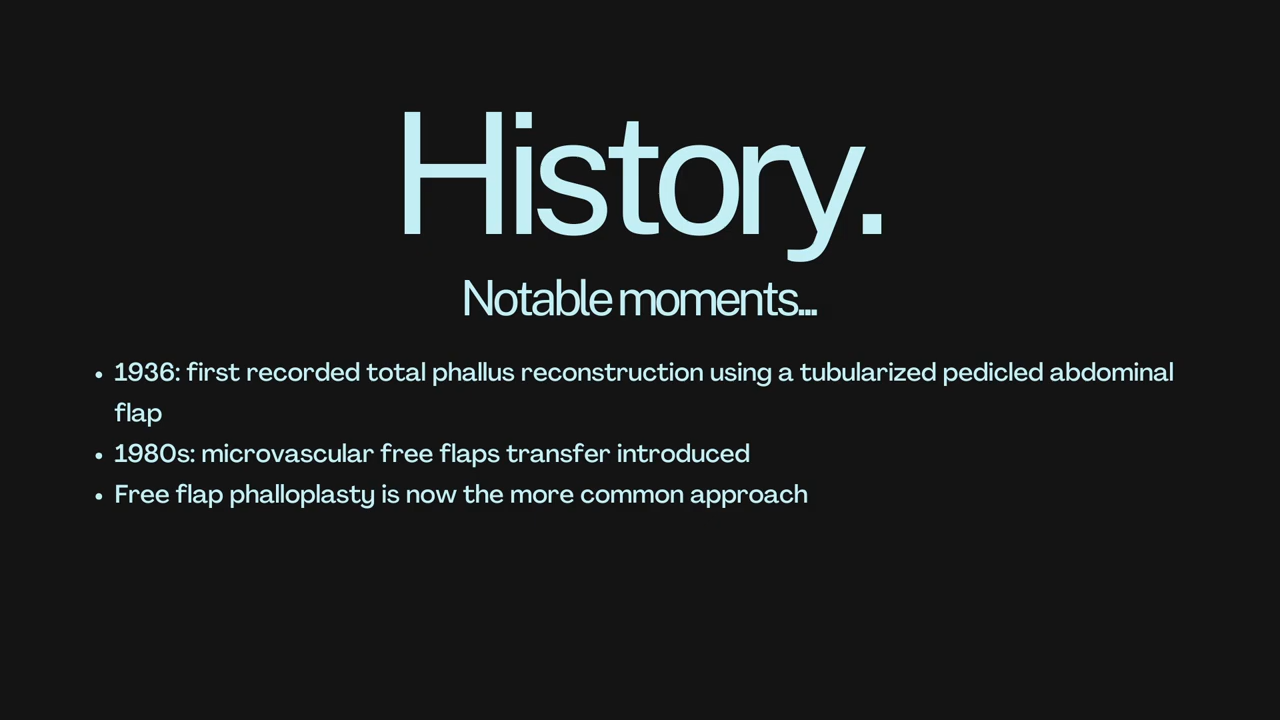 History.
Notable moments...
• 1936: first recorded total phallus reconstruction using a tubularized pedicled abdominal
flap
• 1980s: microvascular free flaps transfer introduced
• Free flap phalloplasty is now the more common approach